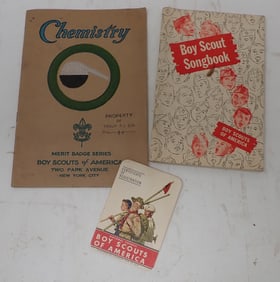 Chemistry
PROPERTY
OF
MERIT BADGE SERIES
BOY SCOUTS of AMERICA
TWO PARK AVENUE
NEW YORK CITY
Boy Scout
Songbook
BOY SCOUTS
OF AMERICA
BOY SCOUTS
OF AMERICA